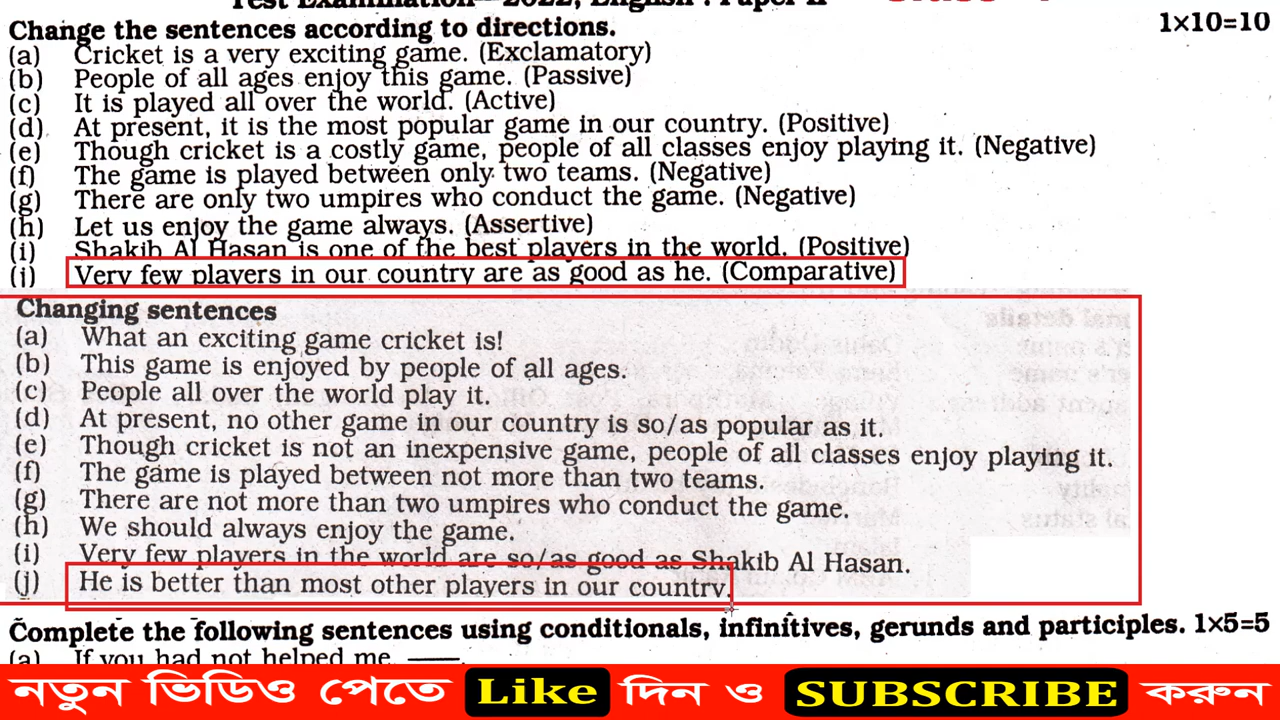 Test Examination—2022, English : Paper II
Change the sentences according to directions. 1×10=10
(a) Cricket is a very exciting game. (Exclamatory)
(b) People of all ages enjoy this game. (Passive)
(c) It is played all over the world. (Active)
(d) At present, it is the most popular game in our country. (Positive)
(e) Though cricket is a costly game, people of all classes enjoy playing it. (Negative)
(f) The game is played between only two teams. (Negative)
(g) There are only two umpires who conduct the game. (Negative)
(h) Let us enjoy the game always. (Assertive)
(i) Shakib Al Hasan is one of the best players in the world. (Positive)
(j) Very few players in our country are as good as he. (Comparative)
Changing sentences
(a) What an exciting game cricket is!
(b) This game is enjoyed by people of all ages.
(c) People all over the world play it.
(d) At present, no other game in our country is so/as popular as it.
(e) Though cricket is not an inexpensive game, people of all classes enjoy playing it.
(f) The game is played between not more than two teams.
(g) There are not more than two umpires who conduct the game.
(h) We should always enjoy the game.
(i) Very few players in the world are so/as good as Shakib Al Hasan.
(j) He is better than most other players in our country.
Complete the following sentences using conditionals, infinitives, gerunds and participles. 1×5=5
(a) If you had not helped me, ——.
নতুন ভিডিও পেতে Like দিন ও SUBSCRIBE করুন